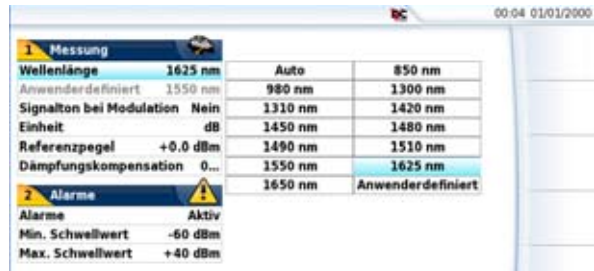 DC
00:04 01/01/2000
1 Messung
Wellenlänge 1625 nm
Anwenderdefiniert 1550 nm
Signalton bei Modulation Nein
Einheit dB
Referenzpegel +0.0 dBm
Dämpfungskompensation 0...
2 Alarme
Alarme Aktiv
Min. Schwellwert -60 dBm
Max. Schwellwert +40 dBm
Auto 850 nm
980 nm 1300 nm
1310 nm 1420 nm
1450 nm 1480 nm
1490 nm 1510 nm
1550 nm 1625 nm
1650 nm Anwenderdefiniert